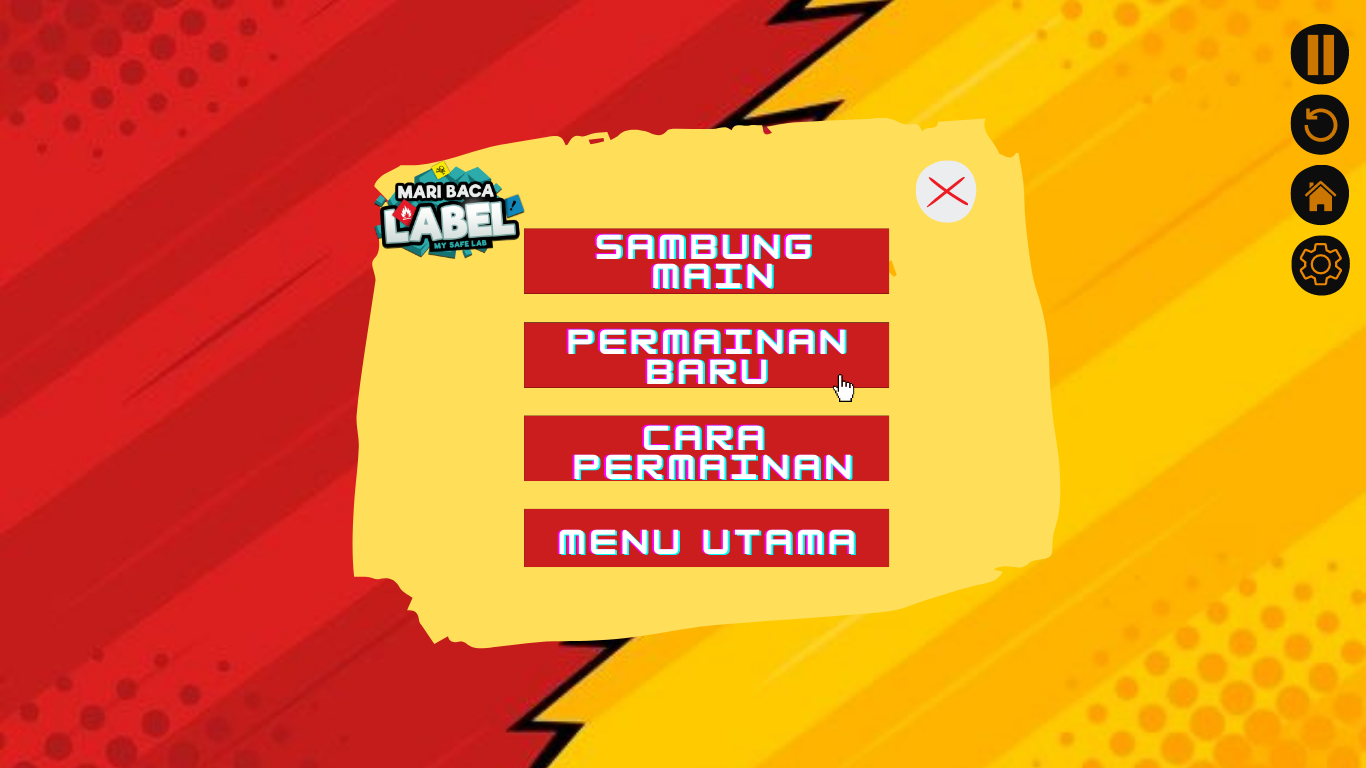 MARI BACA
LABEL
MY SAFE LAB
SAMBUNG
MAIN
PERMAINAN
BARU
CARA
PERMAINAN
MENU UTAMA